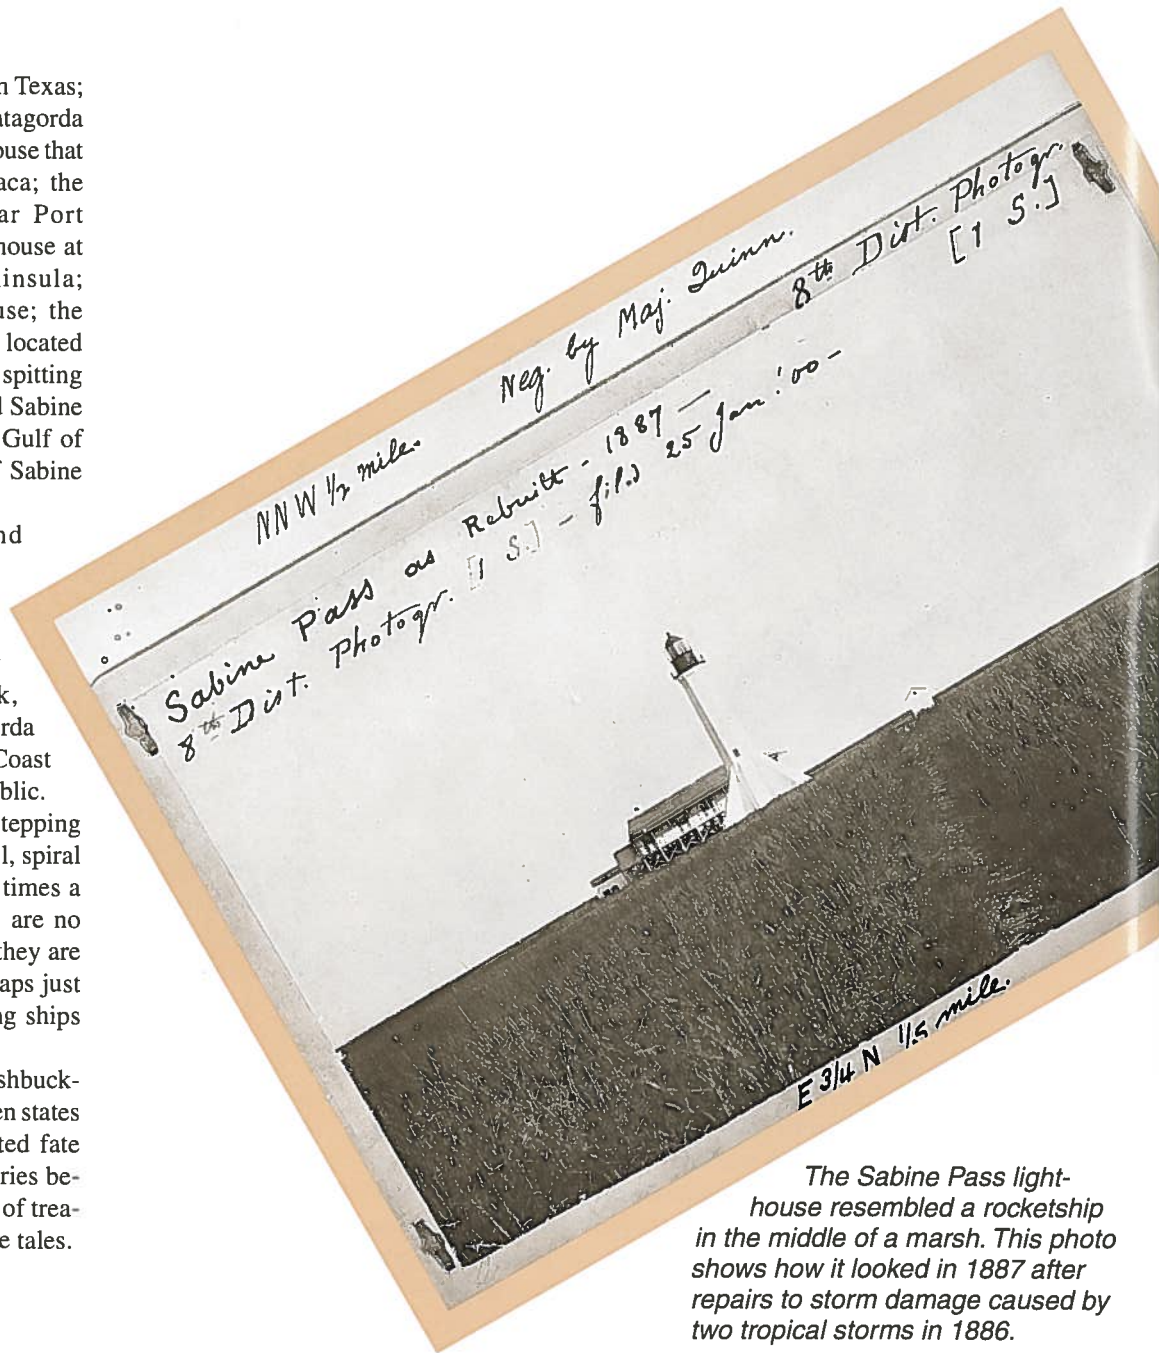 n Texas;
atagorda
ouse that
aca; the
ar Port
house at
insula;
use; the
located
spitting
d Sabine
Gulf of
f Sabine
nd
k,
rda
Coast
blic.
tepping
l, spiral
times a
are no
they are
aps just
ng ships
shbuck-
en states
ted fate
ries be-
of trea-
e tales.
NNW 1/2 mile. Neg. by Maj. Quinn.
8th Dist. Photogr.
[1 S.]
Sabine Pass as Rebuilt - 1887 —
8th Dist. Photogr. [1 S.] - filed 25 Jan. '00 -
E 3/4 N 1/5 mile.
The Sabine Pass light-
house resembled a rocketship
in the middle of a marsh. This photo
shows how it looked in 1887 after
repairs to storm damage caused by
two tropical storms in 1886.